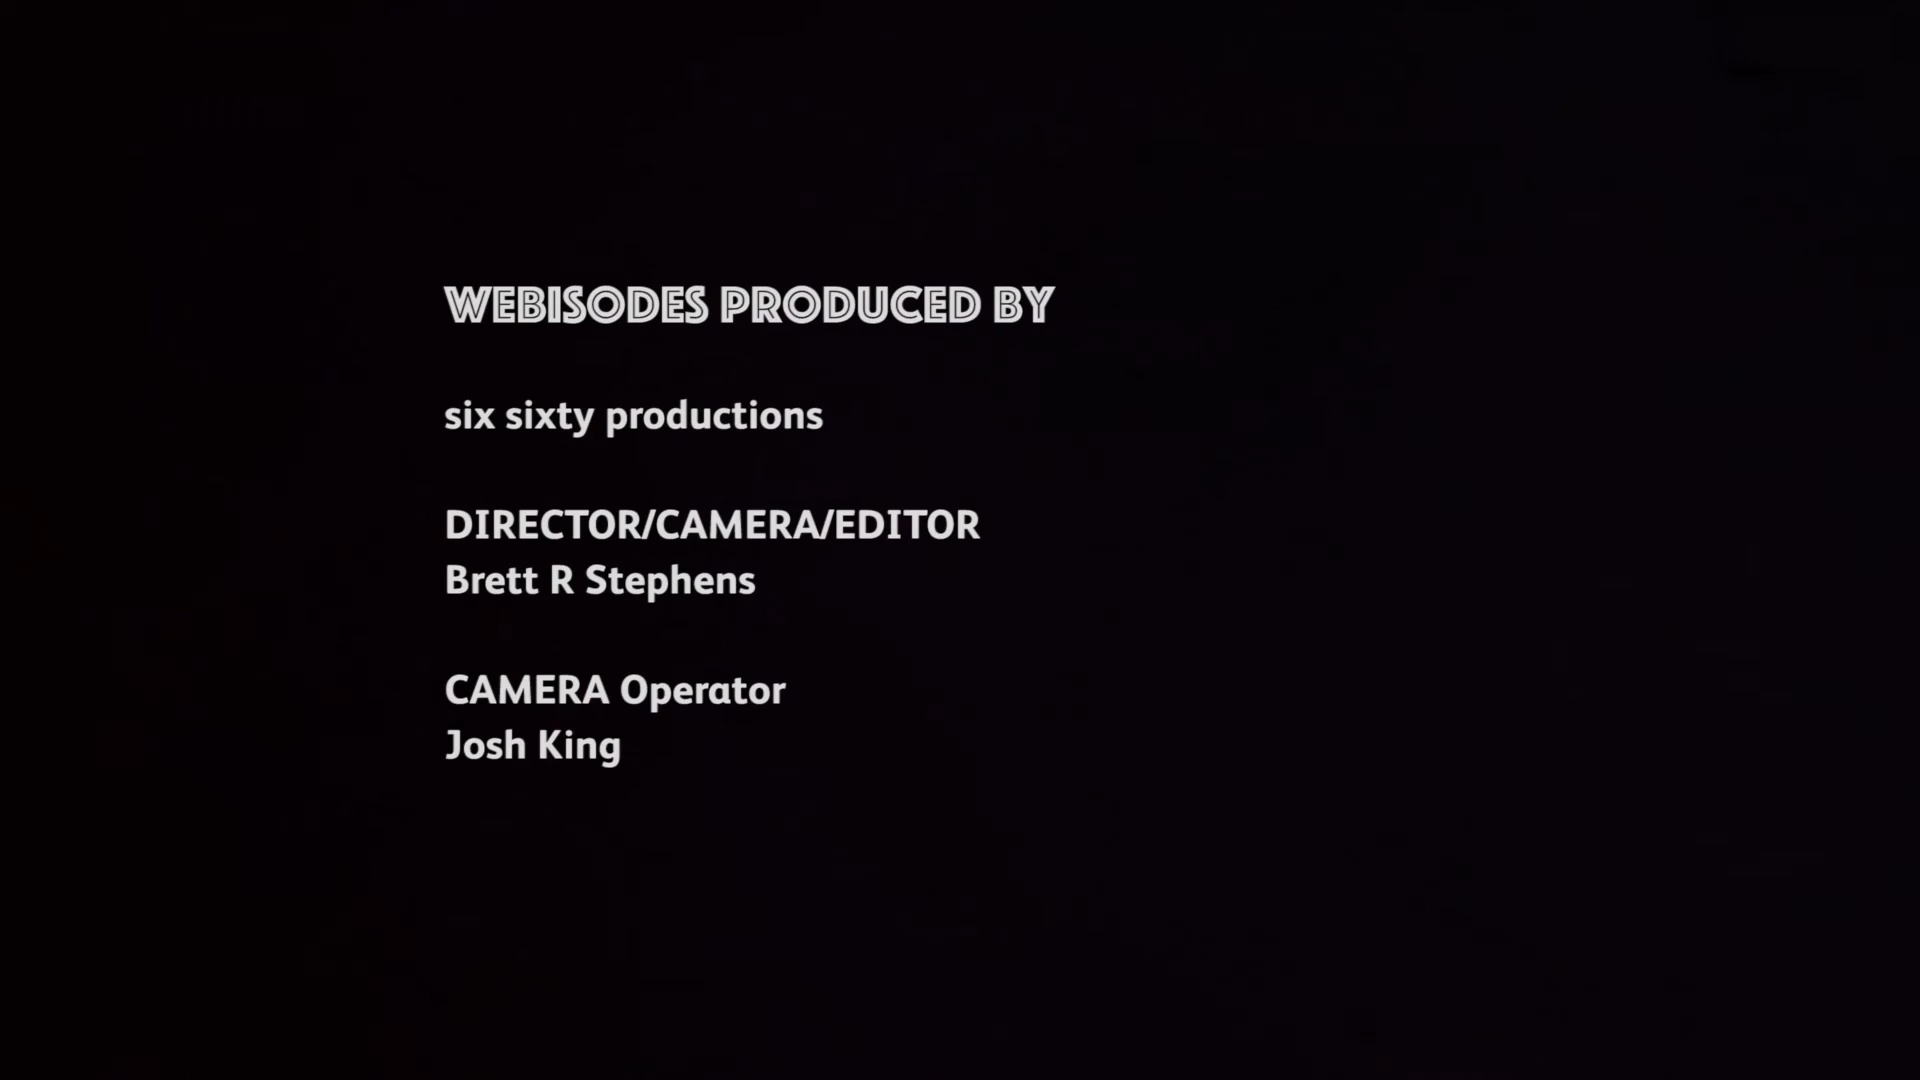 WEBISODES PRODUCED BY
six sixty productions
DIRECTOR/CAMERA/EDITOR
Brett R Stephens
CAMERA Operator
Josh King